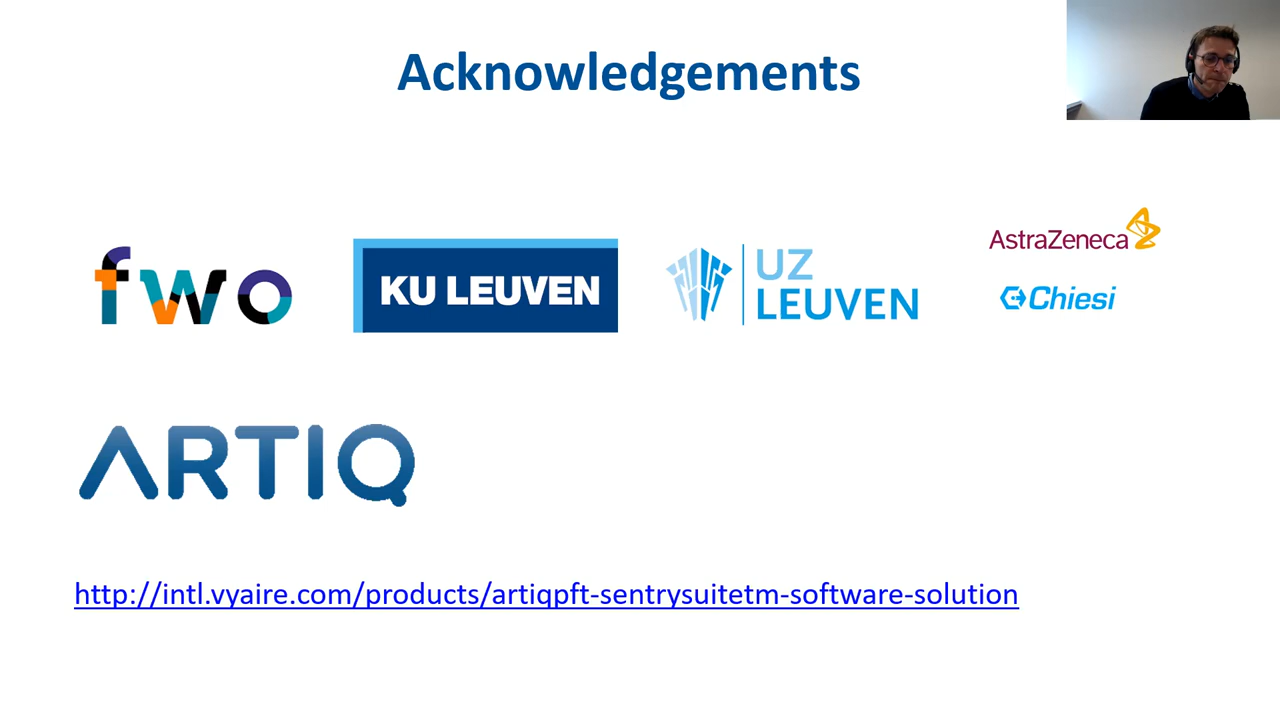 Acknowledgements
fwo
KU LEUVEN
UZ
LEUVEN
AstraZeneca
Chiesi
ARTIQ
http://intl.vyaire.com/products/artiqpft-sentrysuitetm-software-solution